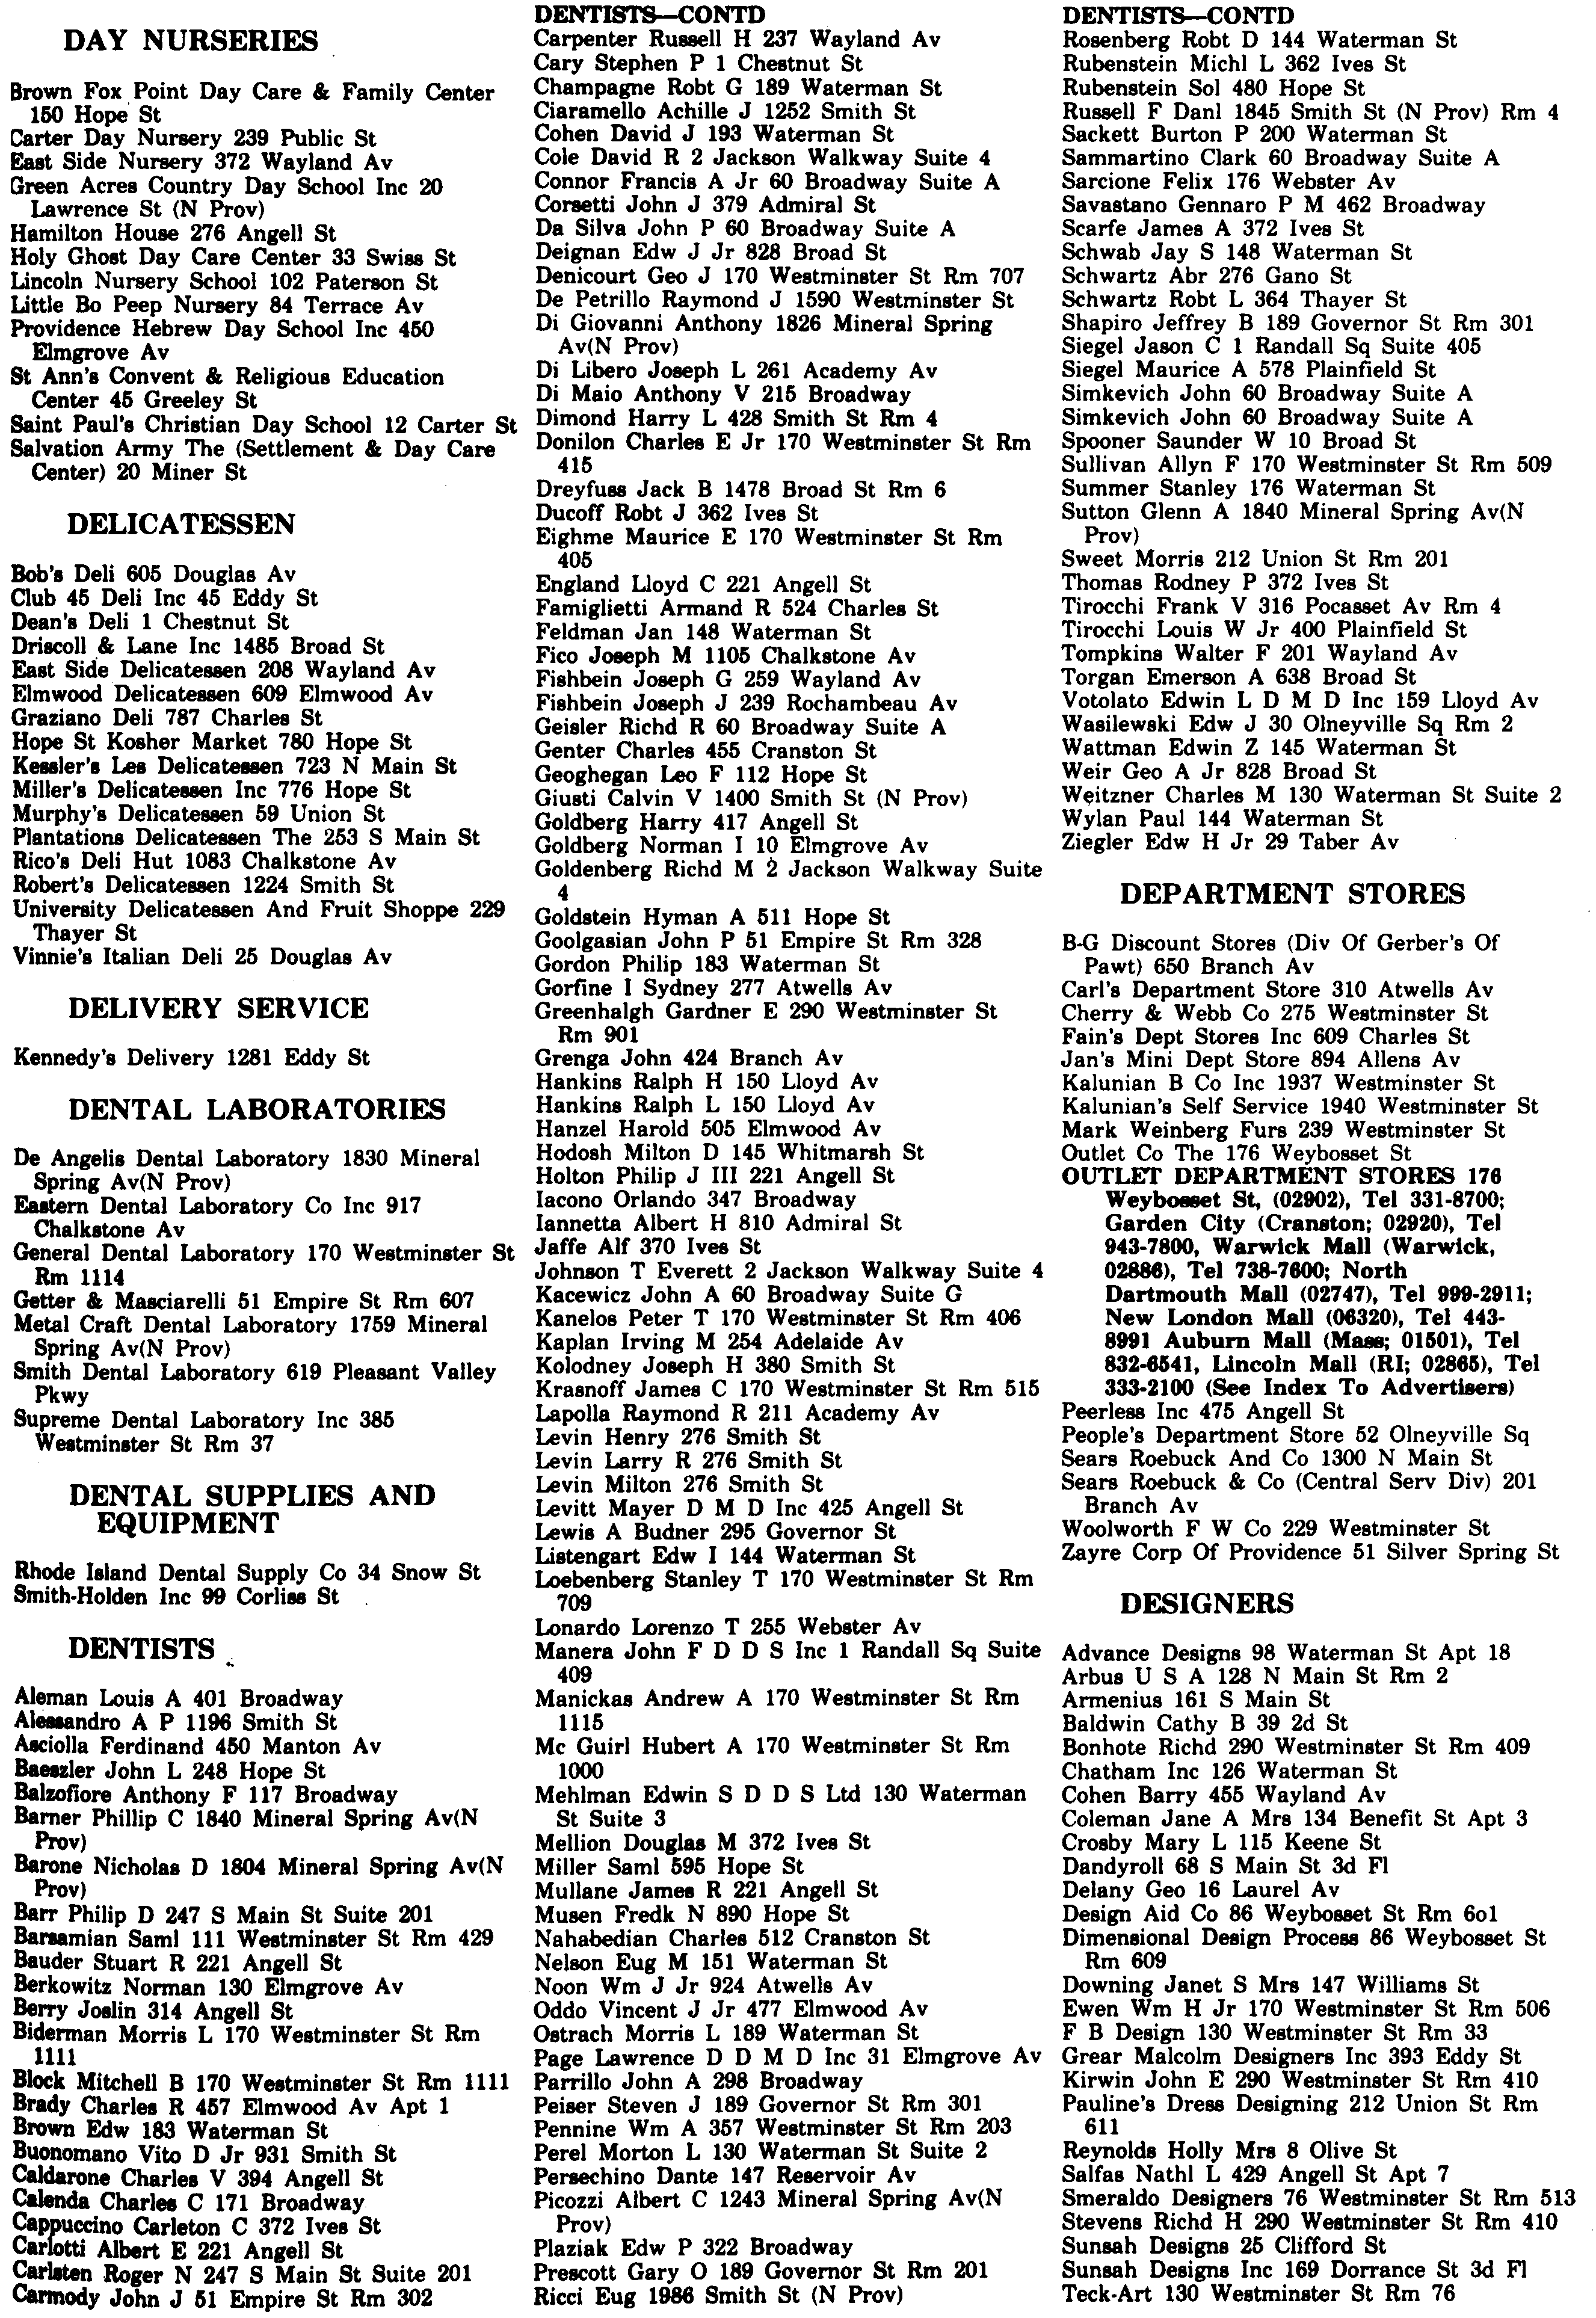 DAY NURSERIES
Brown Fox Point Day Care & Family Center
150 Hope St
Carter Day Nursery 239 Public St
East Side Nursery 372 Wayland Av
Green Acres Country Day School Inc 20
Lawrence St (N Prov)
Hamilton House 276 Angell St
Holy Ghost Day Care Center 33 Swiss St
Lincoln Nursery School 102 Paterson St
Little Bo Peep Nursery 84 Terrace Av
Providence Hebrew Day School Inc 450
Elmgrove Av
St Ann's Convent & Religious Education
Center 45 Greeley St
Saint Paul's Christian Day School 12 Carter St
Salvation Army The (Settlement & Day Care
Center) 20 Miner St
DELICATESSEN
Bob's Deli 605 Douglas Av
Club 45 Deli Inc 45 Eddy St
Dean's Deli 1 Chestnut St
Driscoll & Lane Inc 1485 Broad St
East Side Delicatessen 208 Wayland Av
Elmwood Delicatessen 609 Elmwood Av
Graziano Deli 787 Charles St
Hope St Kosher Market 780 Hope St
Kessler's Les Delicatessen 723 N Main St
Miller's Delicatessen Inc 776 Hope St
Murphy's Delicatessen 59 Union St
Plantations Delicatessen The 253 S Main St
Rico's Deli Hut 1083 Chalkstone Av
Robert's Delicatessen 1224 Smith St
University Delicatessen And Fruit Shoppe 229
Thayer St
Vinnie's Italian Deli 25 Douglas Av
DELIVERY SERVICE
Kennedy's Delivery 1281 Eddy St
DENTAL LABORATORIES
De Angelis Dental Laboratory 1830 Mineral
Spring Av(N Prov)
Eastern Dental Laboratory Co Inc 917
Chalkstone Av
General Dental Laboratory 170 Westminster St
Rm 1114
Getter & Masciarelli 51 Empire St Rm 607
Metal Craft Dental Laboratory 1759 Mineral
Spring Av(N Prov)
Smith Dental Laboratory 619 Pleasant Valley
Pkwy
Supreme Dental Laboratory Inc 385
Westminster St Rm 37
DENTAL SUPPLIES AND
EQUIPMENT
Rhode Island Dental Supply Co 34 Snow St
Smith-Holden Inc 99 Corliss St
DENTISTS
Aleman Louis A 401 Broadway
Alessandro A P 1196 Smith St
Asciolla Ferdinand 450 Manton Av
Baeszler John L 248 Hope St
Balzofiore Anthony F 117 Broadway
Barner Phillip C 1840 Mineral Spring Av(N
Prov)
Barone Nicholas D 1804 Mineral Spring Av(N
Prov)
Barr Philip D 247 S Main St Suite 201
Barsamian Saml 111 Westminster St Rm 429
Bauder Stuart R 221 Angell St
Berkowitz Norman 130 Elmgrove Av
Berry Joslin 314 Angell St
Biderman Morris L 170 Westminster St Rm
1111
Block Mitchell B 170 Westminster St Rm 1111
Brady Charles R 457 Elmwood Av Apt 1
Brown Edw 183 Waterman St
Buonomano Vito D Jr 931 Smith St
Caldarone Charles V 394 Angell St
Calenda Charles C 171 Broadway
Cappuccino Carleton C 372 Ives St
Carlotti Albert E 221 Angell St
Carlsten Roger N 247 S Main St Suite 201
Carmody John J 51 Empire St Rm 302
DENTISTS—CONTD
Carpenter Russell H 237 Wayland Av
Cary Stephen P 1 Chestnut St
Champagne Robt G 189 Waterman St
Ciaramello Achille J 1252 Smith St
Cohen David J 193 Waterman St
Cole David R 2 Jackson Walkway Suite 4
Connor Francis A Jr 60 Broadway Suite A
Corsetti John J 379 Admiral St
Da Silva John P 60 Broadway Suite A
Deignan Edw J Jr 828 Broad St
Denicourt Geo J 170 Westminster St Rm 707
De Petrillo Raymond J 1590 Westminster St
Di Giovanni Anthony 1826 Mineral Spring
Av(N Prov)
Di Libero Joseph L 261 Academy Av
Di Maio Anthony V 215 Broadway
Dimond Harry L 428 Smith St Rm 4
Donilon Charles E Jr 170 Westminster St Rm
415
Dreyfuss Jack B 1478 Broad St Rm 6
Ducoff Robt J 362 Ives St
Eighme Maurice E 170 Westminster St Rm
405
England Lloyd C 221 Angell St
Famiglietti Armand R 524 Charles St
Feldman Jan 148 Waterman St
Fico Joseph M 1105 Chalkstone Av
Fishbein Joseph G 259 Wayland Av
Fishbein Joseph J 239 Rochambeau Av
Geisler Richd R 60 Broadway Suite A
Genter Charles 455 Cranston St
Geoghegan Leo F 112 Hope St
Giusti Calvin V 1400 Smith St (N Prov)
Goldberg Harry 417 Angell St
Goldberg Norman I 10 Elmgrove Av
Goldenberg Richd M 2 Jackson Walkway Suite
4
Goldstein Hyman A 511 Hope St
Goolgasian John P 51 Empire St Rm 328
Gordon Philip 183 Waterman St
Gorfine I Sydney 277 Atwells Av
Greenhalgh Gardner E 290 Westminster St
Rm 901
Grenga John 424 Branch Av
Hankins Ralph H 150 Lloyd Av
Hankins Ralph L 150 Lloyd Av
Hanzel Harold 505 Elmwood Av
Hodosh Milton D 145 Whitmarsh St
Holton Philip J III 221 Angell St
Iacono Orlando 347 Broadway
Iannetta Albert H 810 Admiral St
Jaffe Alf 370 Ives St
Johnson T Everett 2 Jackson Walkway Suite 4
Kacewicz John A 60 Broadway Suite G
Kanelos Peter T 170 Westminster St Rm 406
Kaplan Irving M 254 Adelaide Av
Kolodney Joseph H 380 Smith St
Krasnoff James C 170 Westminster St Rm 515
Lapolla Raymond R 211 Academy Av
Levin Henry 276 Smith St
Levin Larry R 276 Smith St
Levin Milton 276 Smith St
Levitt Mayer D M D Inc 425 Angell St
Lewis A Budner 295 Governor St
Listengart Edw I 144 Waterman St
Loebenberg Stanley T 170 Westminster St Rm
709
Lonardo Lorenzo T 255 Webster Av
Manera John F D D S Inc 1 Randall Sq Suite
409
Manickas Andrew A 170 Westminster St Rm
1115
Mc Guirl Hubert A 170 Westminster St Rm
1000
Mehlman Edwin S D D S Ltd 130 Waterman
St Suite 3
Mellion Douglas M 372 Ives St
Miller Saml 595 Hope St
Mullane James R 221 Angell St
Musen Fredk N 890 Hope St
Nahabedian Charles 512 Cranston St
Nelson Eug M 151 Waterman St
Noon Wm J Jr 924 Atwells Av
Oddo Vincent J Jr 477 Elmwood Av
Ostrach Morris L 189 Waterman St
Page Lawrence D D M D Inc 31 Elmgrove Av
Parrillo John A 298 Broadway
Peiser Steven J 189 Governor St Rm 301
Pennine Wm A 357 Westminster St Rm 203
Perel Morton L 130 Waterman St Suite 2
Persechino Dante 147 Reservoir Av
Picozzi Albert C 1243 Mineral Spring Av(N
Prov)
Plaziak Edw P 322 Broadway
Prescott Gary O 189 Governor St Rm 201
Ricci Eug 1986 Smith St (N Prov)
DENTISTS—CONTD
Rosenberg Robt D 144 Waterman St
Rubenstein Michl L 362 Ives St
Rubenstein Sol 480 Hope St
Russell F Danl 1845 Smith St (N Prov) Rm 4
Sackett Burton P 200 Waterman St
Sammartino Clark 60 Broadway Suite A
Sarcione Felix 176 Webster Av
Savastano Gennaro P M 462 Broadway
Scarfe James A 372 Ives St
Schwab Jay S 148 Waterman St
Schwartz Abr 276 Gano St
Schwartz Robt L 364 Thayer St
Shapiro Jeffrey B 189 Governor St Rm 301
Siegel Jason C 1 Randall Sq Suite 405
Siegel Maurice A 578 Plainfield St
Simkevich John 60 Broadway Suite A
Simkevich John 60 Broadway Suite A
Spooner Saunder W 10 Broad St
Sullivan Allyn F 170 Westminster St Rm 509
Summer Stanley 176 Waterman St
Sutton Glenn A 1840 Mineral Spring Av(N
Prov)
Sweet Morris 212 Union St Rm 201
Thomas Rodney P 372 Ives St
Tirocchi Frank V 316 Pocasset Av Rm 4
Tirocchi Louis W Jr 400 Plainfield St
Tompkins Walter F 201 Wayland Av
Torgan Emerson A 638 Broad St
Votolato Edwin L D M D Inc 159 Lloyd Av
Wasilewski Edw J 30 Olneyville Sq Rm 2
Wattman Edwin Z 145 Waterman St
Weir Geo A Jr 828 Broad St
Weitzner Charles M 130 Waterman St Suite 2
Wylan Paul 144 Waterman St
Ziegler Edw H Jr 29 Taber Av
DEPARTMENT STORES
B-G Discount Stores (Div Of Gerber's Of
Pawt) 650 Branch Av
Carl's Department Store 310 Atwells Av
Cherry & Webb Co 275 Westminster St
Fain's Dept Stores Inc 609 Charles St
Jan's Mini Dept Store 894 Allens Av
Kalunian B Co Inc 1937 Westminster St
Kalunian's Self Service 1940 Westminster St
Mark Weinberg Furs 239 Westminster St
Outlet Co The 176 Weybosset St
OUTLET DEPARTMENT STORES 176
Weybosset St, (02902), Tel 331-8700;
Garden City (Cranston; 02920), Tel
943-7800, Warwick Mall (Warwick,
02886), Tel 738-7600; North
Dartmouth Mall (02747), Tel 999-2911;
New London Mall (06320), Tel 443-
8991 Auburn Mall (Mass; 01501), Tel
832-6541, Lincoln Mall (RI; 02865), Tel
333-2100 (See Index To Advertisers)
Peerless Inc 475 Angell St
People's Department Store 52 Olneyville Sq
Sears Roebuck And Co 1300 N Main St
Sears Roebuck & Co (Central Serv Div) 201
Branch Av
Woolworth F W Co 229 Westminster St
Zayre Corp Of Providence 51 Silver Spring St
DESIGNERS
Advance Designs 98 Waterman St Apt 18
Arbus U S A 128 N Main St Rm 2
Armenius 161 S Main St
Baldwin Cathy B 39 2d St
Bonhote Richd 290 Westminster St Rm 409
Chatham Inc 126 Waterman St
Cohen Barry 455 Wayland Av
Coleman Jane A Mrs 134 Benefit St Apt 3
Crosby Mary L 115 Keene St
Dandyroll 68 S Main St 3d Fl
Delany Geo 16 Laurel Av
Design Aid Co 86 Weybosset St Rm 6o1
Dimensional Design Process 86 Weybosset St
Rm 609
Downing Janet S Mrs 147 Williams St
Ewen Wm H Jr 170 Westminster St Rm 506
F B Design 130 Westminster St Rm 33
Grear Malcolm Designers Inc 393 Eddy St
Kirwin John E 290 Westminster St Rm 410
Pauline's Dress Designing 212 Union St Rm
611
Reynolds Holly Mrs 8 Olive St
Salfas Nathl L 429 Angell St Apt 7
Smeraldo Designers 76 Westminster St Rm 513
Stevens Richd H 290 Westminster St Rm 410
Sunsah Designs 25 Clifford St
Sunsah Designs Inc 169 Dorrance St 3d Fl
Teck-Art 130 Westminster St Rm 76